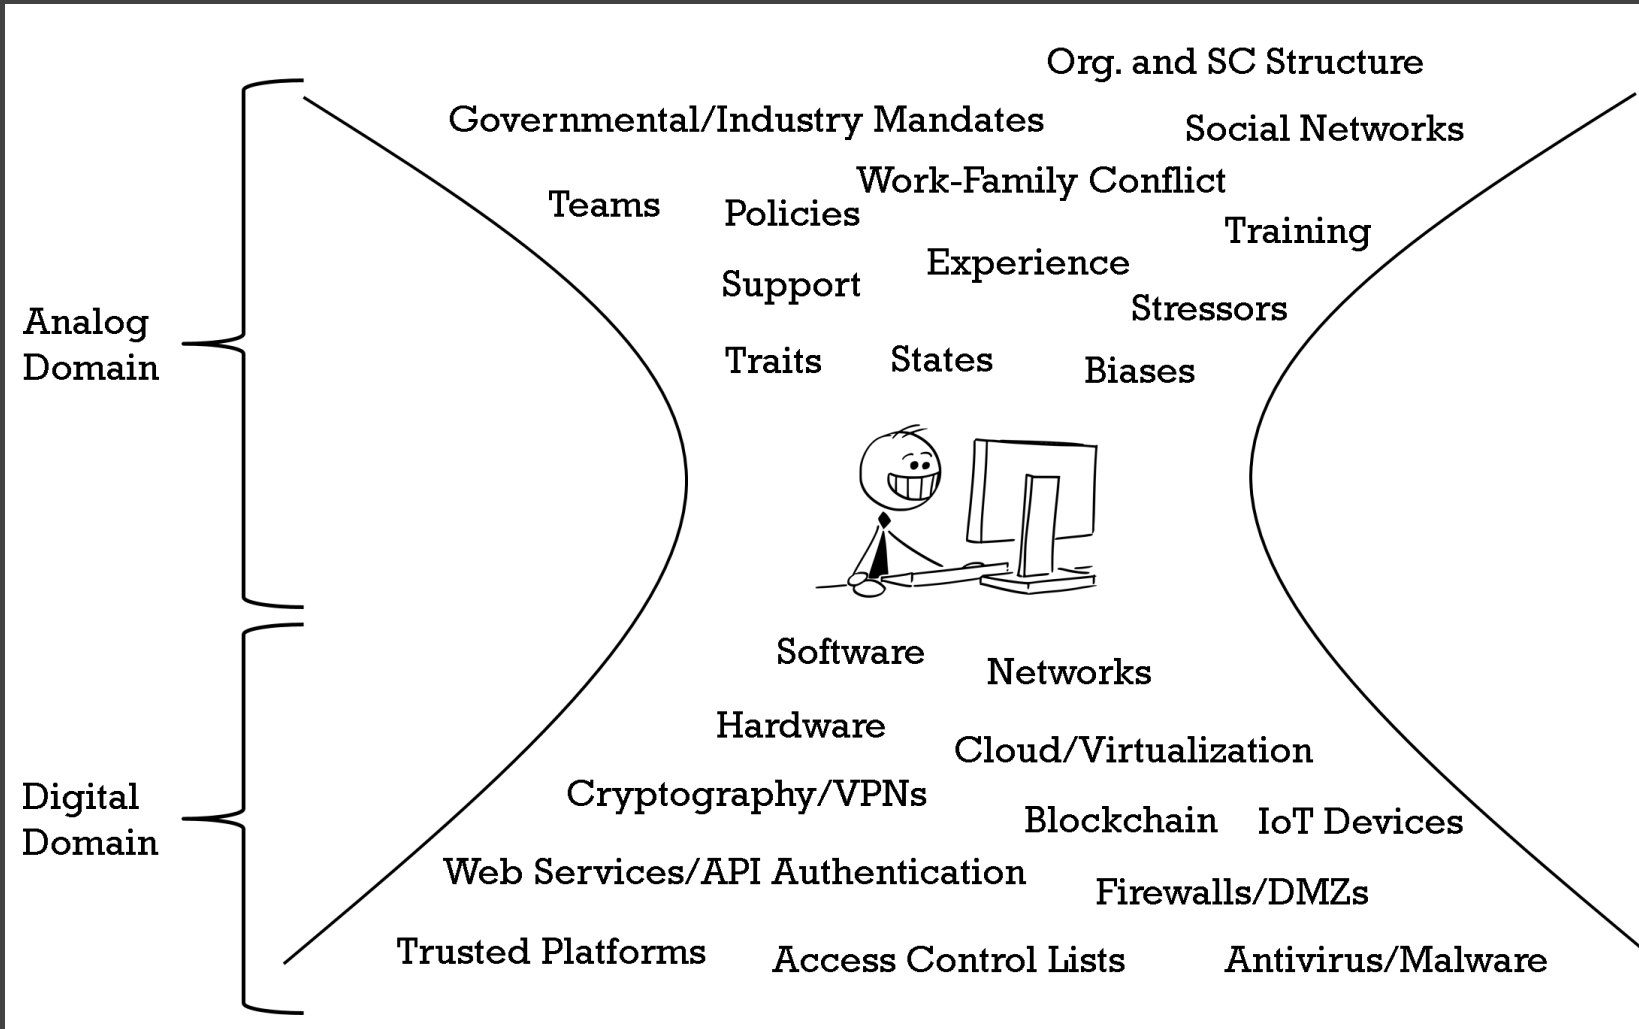 Org. and SC Structure
Governmental/Industry Mandates
Social Networks
Work-Family Conflict
Teams
Policies
Training
Experience
Support
Stressors
Analog
Domain
Traits
States
Biases
Software
Networks
Hardware
Cloud/Virtualization
Cryptography/VPNs
Digital
Domain
Blockchain
IoT Devices
Web Services/API Authentication
Firewalls/DMZs
Trusted Platforms
Access Control Lists
Antivirus/Malware